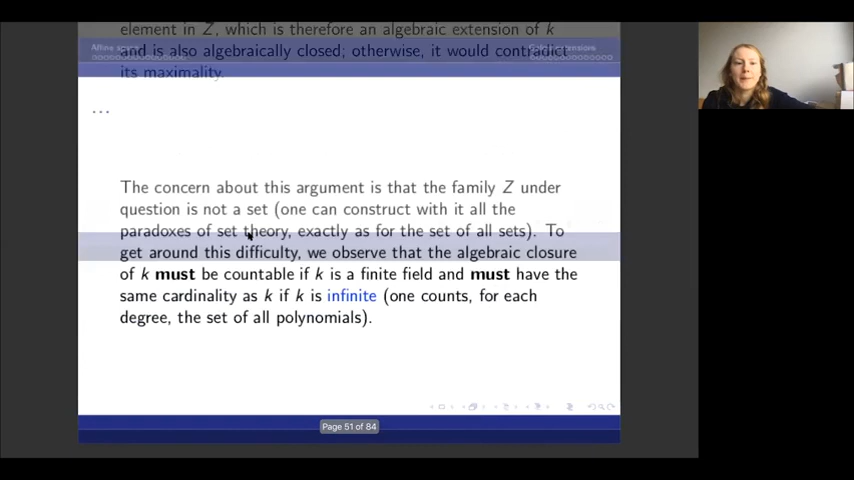 element in Z, which is therefore an algebraic extension of k
and is also algebraically closed; otherwise, it would contradict
its maximality.
...
The concern about this argument is that the family Z under
question is not a set (one can construct with it all the
paradoxes of set theory, exactly as for the set of all sets). To
get around this difficulty, we observe that the algebraic closure
of k must be countable if k is a finite field and must have the
same cardinality as k if k is infinite (one counts, for each
degree, the set of all polynomials).
Page 51 of 84